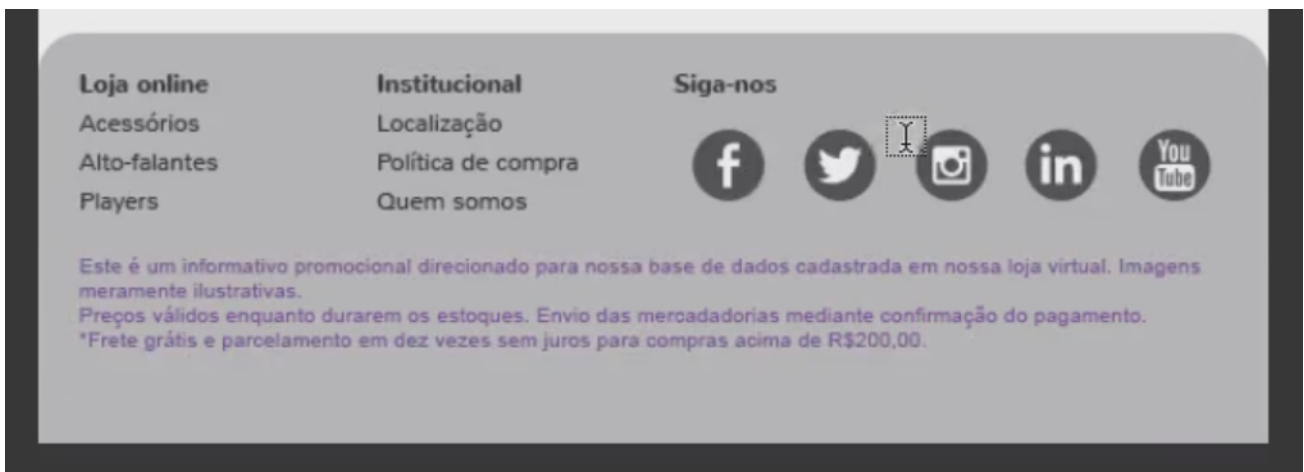 Loja online
Acessórios
Alto-falantes
Players
Institucional
Localização
Política de compra
Quem somos
Siga-nos
f
in
You
Tube
Este é um informativo promocional direcionado para nossa base de dados cadastrada em nossa loja virtual. Imagens
meramente ilustrativas.
Preços válidos enquanto durarem os estoques. Envio das mercadadorias mediante confirmação do pagamento.
*Frete grátis e parcelamento em dez vezes sem juros para compras acima de R$200,00.